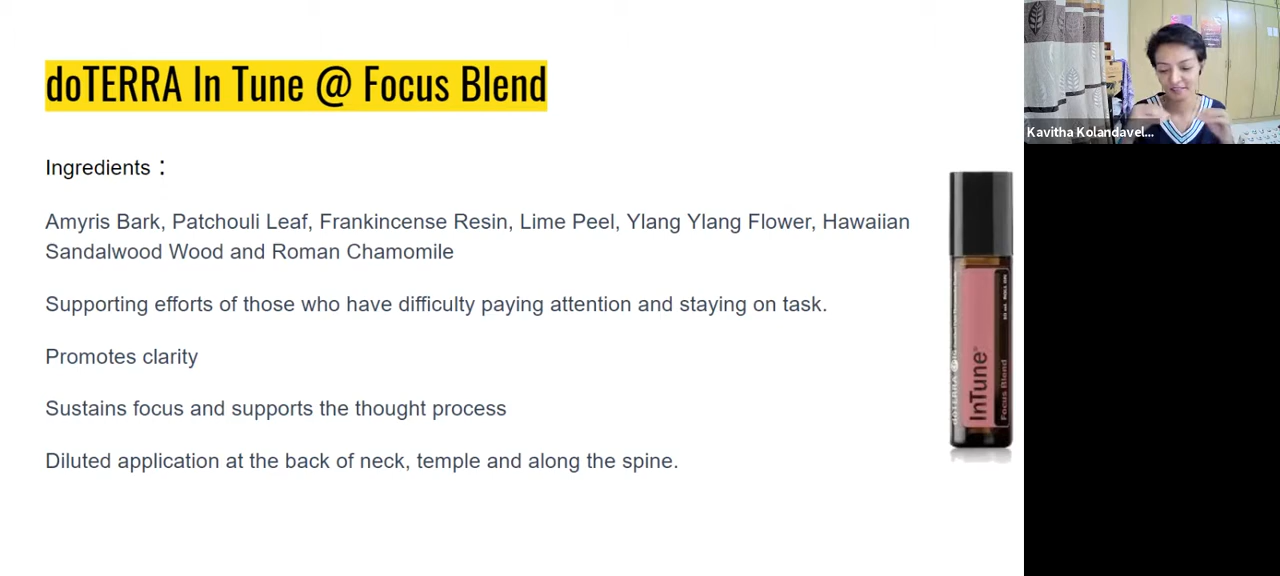 doTERRA In Tune @ Focus Blend
Ingredients：
Amyris Bark, Patchouli Leaf, Frankincense Resin, Lime Peel, Ylang Ylang Flower, Hawaiian
Sandalwood Wood and Roman Chamomile
Supporting efforts of those who have difficulty paying attention and staying on task.
Promotes clarity
Sustains focus and supports the thought process
Diluted application at the back of neck, temple and along the spine.
Kavitha Kolandavel...
InTune®
Focus Blend